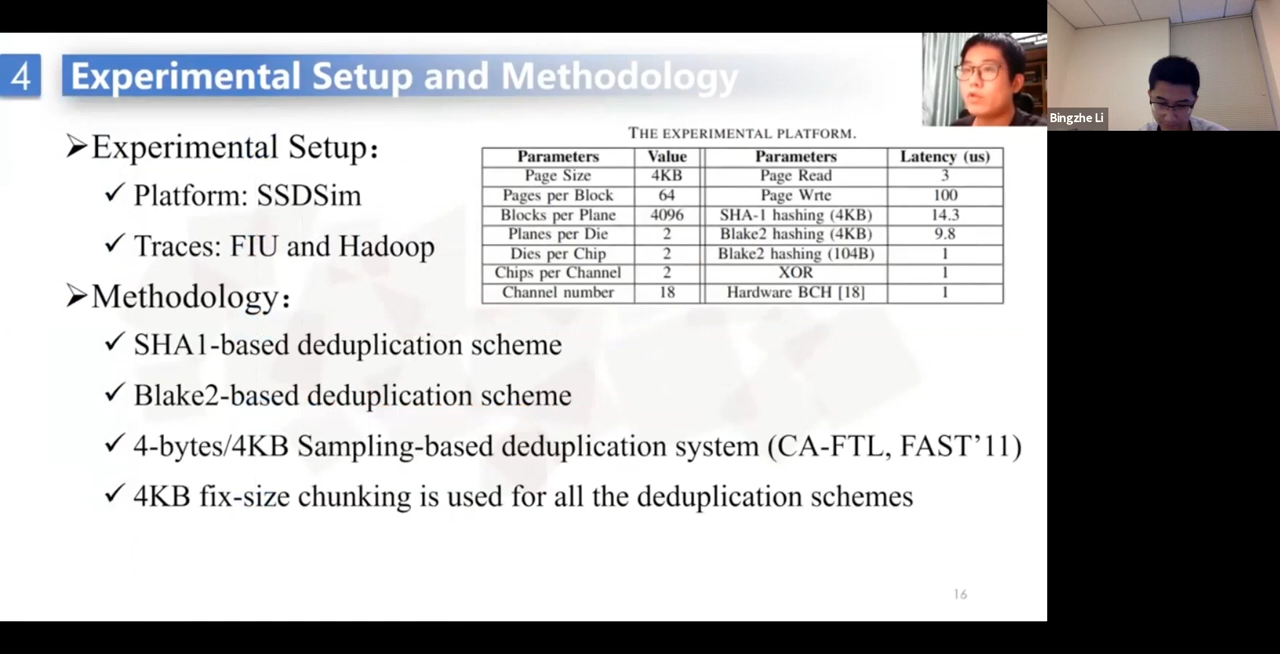 4
Experimental Setup and Methodology
Bingzhe Li
➢Experimental Setup:
✓ Platform: SSDSim
✓ Traces: FIU and Hadoop
THE EXPERIMENTAL PLATFORM.
Parameters Value Parameters Latency (us)
Page Size 4KB Page Read 3
Pages per Block 64 Page Wrte 100
Blocks per Plane 4096 SHA-1 hashing (4KB) 14.3
Planes per Die 2 Blake2 hashing (4KB) 9.8
Dies per Chip 2 Blake2 hashing (104B) 1
Chips per Channel 2 XOR 1
Channel number 18 Hardware BCH [18] 1
➢Methodology:
✓ SHA1-based deduplication scheme
✓ Blake2-based deduplication scheme
✓ 4-bytes/4KB Sampling-based deduplication system (CA-FTL, FAST’11)
✓ 4KB fix-size chunking is used for all the deduplication schemes
16